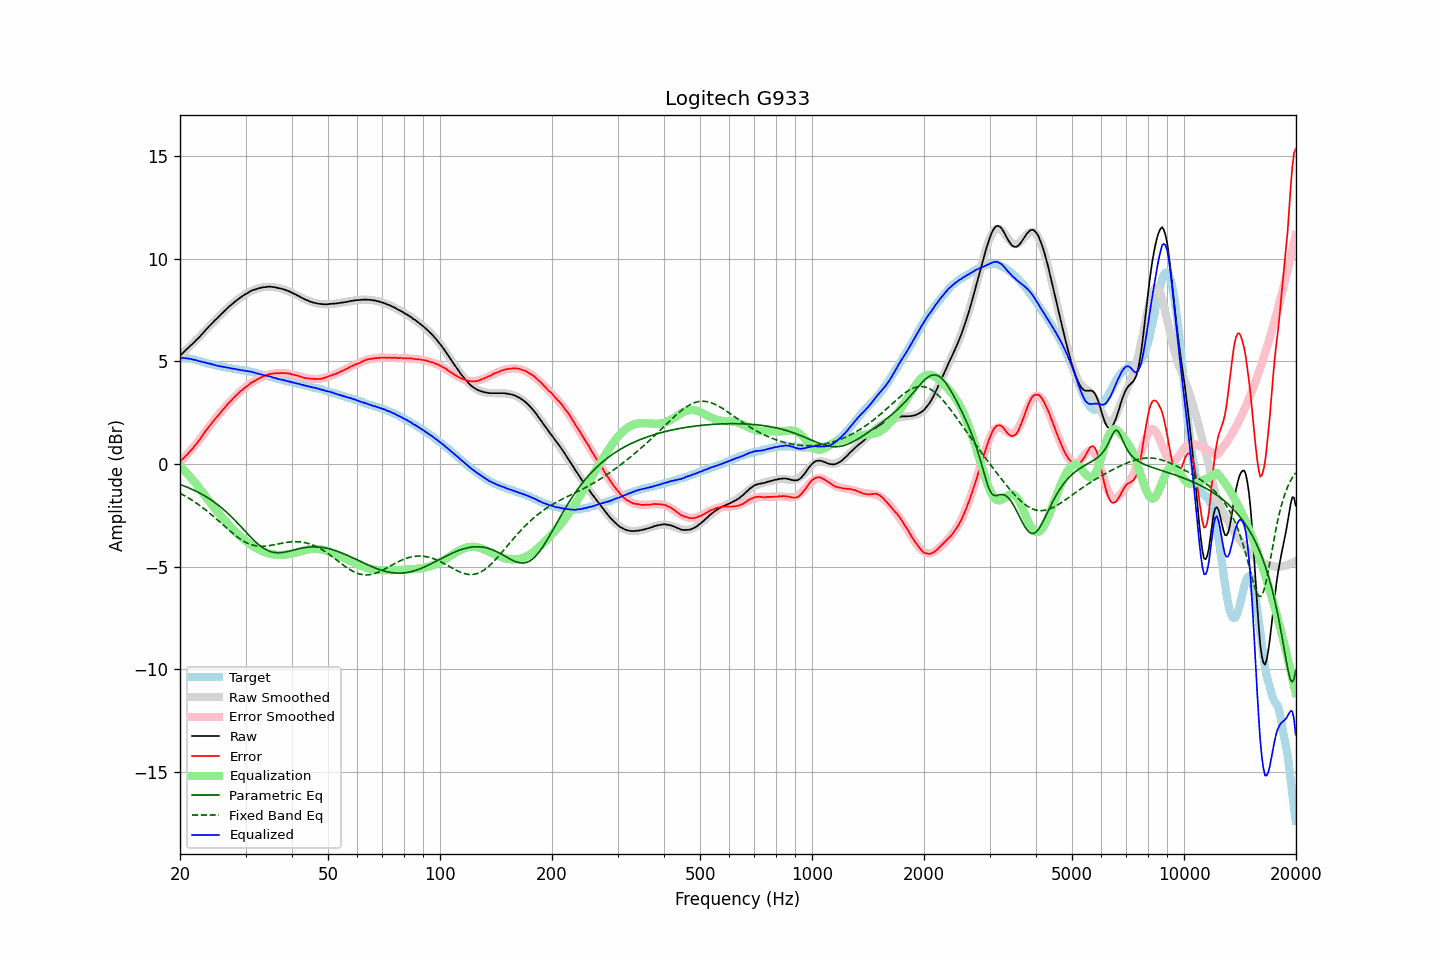 Logitech G933
Amplitude (dBr)
15
10
5
0
−5
−10
−15
Target
Raw Smoothed
Error Smoothed
Raw
Error
Equalization
Parametric Eq
Fixed Band Eq
Equalized
20 50 100 200 500 1000 2000 5000 10000 20000
Frequency (Hz)